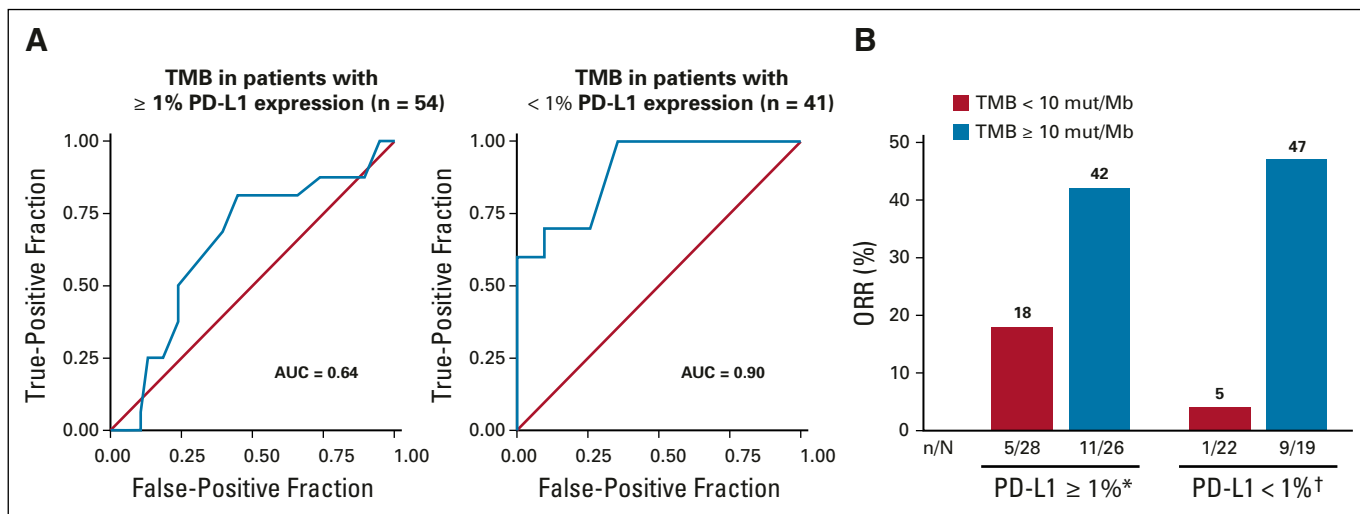 A
TMB in patients with
≥ 1% PD-L1 expression (n = 54)
True-Positive Fraction
1.00
0.75
0.50
0.25
0.00
AUC = 0.64
0.00 0.25 0.50 0.75 1.00
False-Positive Fraction
TMB in patients with
< 1% PD-L1 expression (n = 41)
True-Positive Fraction
1.00
0.75
0.50
0.25
0.00
AUC = 0.90
0.00 0.25 0.50 0.75 1.00
False-Positive Fraction
B
TMB < 10 mut/Mb
TMB ≥ 10 mut/Mb
ORR (%)
50
40
30
20
10
0
18
42
5
47
n/N 5/28 11/26 1/22 9/19
PD-L1 ≥ 1%* PD-L1 < 1%†